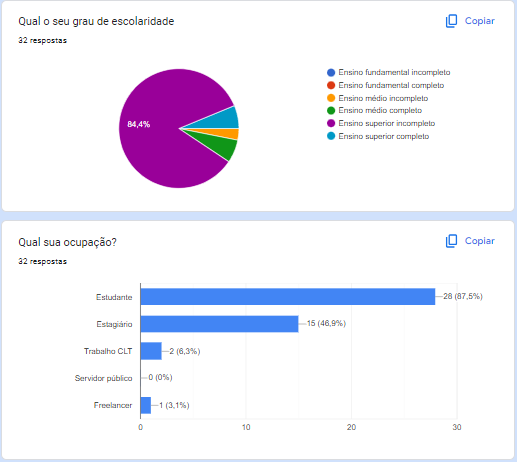 Qual o seu grau de escolaridade
Copiar
32 respostas
84,4%
Ensino fundamental incompleto
Ensino fundamental completo
Ensino médio incompleto
Ensino médio completo
Ensino superior incompleto
Ensino superior completo
Qual sua ocupação?
Copiar
32 respostas
Estudante
28 (87,5%)
Estagiário
15 (46,9%)
Trabalho CLT
2 (6,3%)
Servidor público
0 (0%)
Freelancer
1 (3,1%)
0
10
20
30